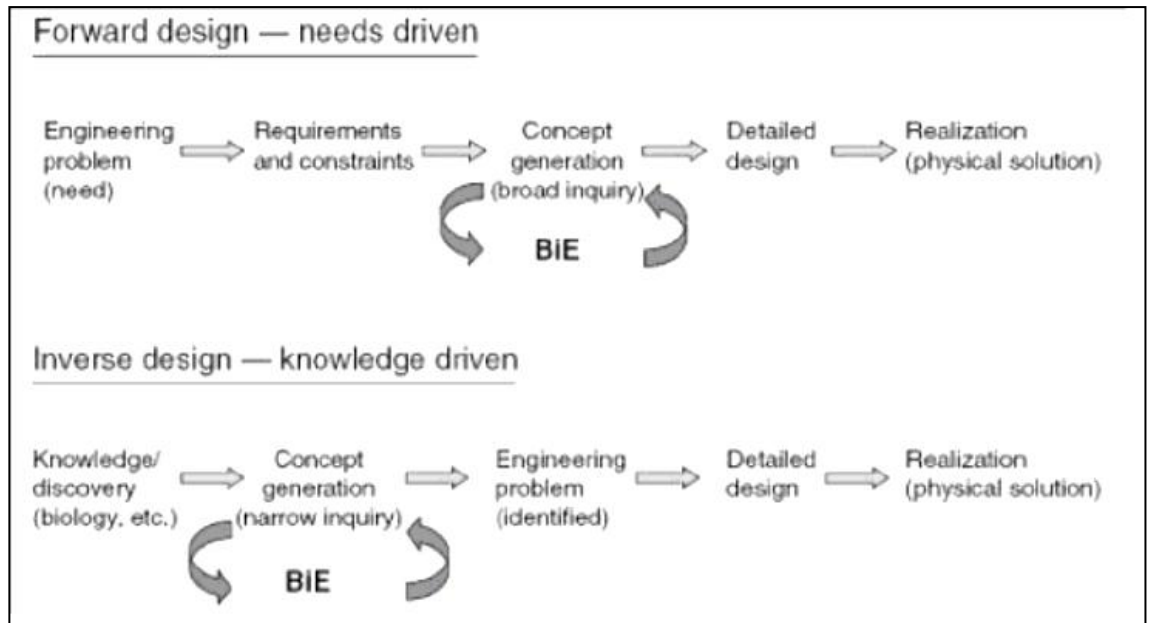 Forward design — needs driven
Engineering problem (need)
Requirements and constraints
Concept generation (broad inquiry)
Detailed design
Realization (physical solution)
BiE
Inverse design — knowledge driven
Knowledge/ discovery (biology, etc.)
Concept generation (narrow inquiry)
Engineering problem (identified)
Detailed design
Realization (physical solution)
BiE